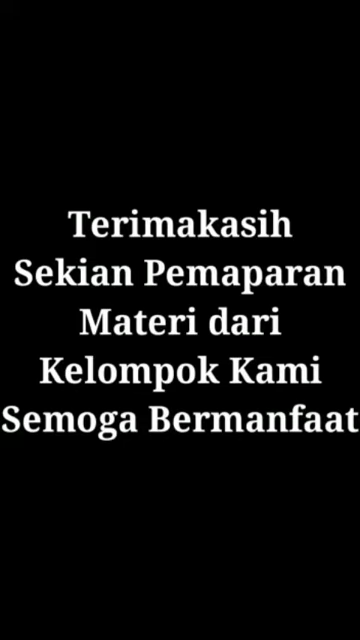 Terimakasih
Sekian Pemaparan
Materi dari
Kelompok Kami
Semoga Bermanfaat